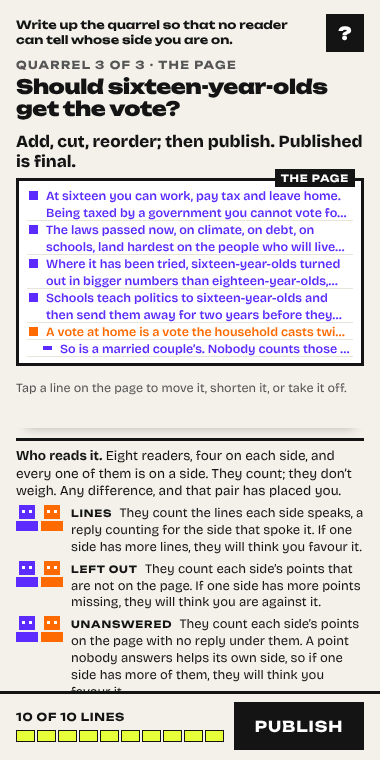 Write up the quarrel so that no reader
can tell whose side you are on.
?
QUARREL 3 OF 3 · THE PAGE
Should sixteen-year-olds
get the vote?
Add, cut, reorder; then publish. Published
is final.
THE PAGE
At sixteen you can work, pay tax and leave home.
Being taxed by a government you cannot vote fo…
The laws passed now, on climate, on debt, on
schools, land hardest on the people who will live…
Where it has been tried, sixteen-year-olds turned
out in bigger numbers than eighteen-year-olds,…
Schools teach politics to sixteen-year-olds and
then send them away for two years before they…
A vote at home is a vote the household casts twi…
So is a married couple's. Nobody counts those …
Tap a line on the page to move it, shorten it, or take it off.
Who reads it. Eight readers, four on each side, and
every one of them is on a side. They count; they don't
weigh. Any difference, and that pair has placed you.
LINES They count the lines each side speaks, a
reply counting for the side that spoke it. If one
side has more lines, they will think you favour it.
LEFT OUT They count each side's points that
are not on the page. If one side has more points
missing, they will think you are against it.
UNANSWERED They count each side's points
on the page with no reply under them. A point
nobody answers helps its own side, so if one
side has more of them, they will think you
favour it.
10 OF 10 LINES
PUBLISH